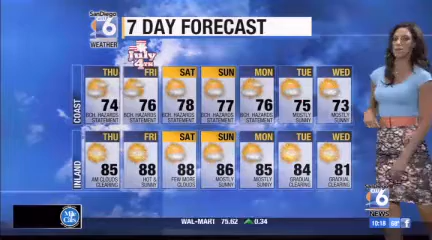 San Diego
6
WEATHER
7 DAY FORECAST
July
4TH
THU FRI SAT SUN MON TUE WED
COAST
74 76 78 77 76 75 73
BCH. HAZARDS STATEMENT BCH. HAZARDS STATEMENT BCH. HAZARDS STATEMENT BCH. HAZARDS STATEMENT BCH. HAZARDS STATEMENT MOSTLY SUNNY MOSTLY SUNNY
THU FRI SAT SUN MON TUE WED
INLAND
85 88 88 86 85 84 81
AM CLOUDS CLEARING HOT & SUNNY FEW MORE CLOUDS MOSTLY SUNNY MOSTLY SUNNY GRADUAL CLEARING GRADUAL CLEARING
6
NEWS
WAL-MART 75.62 ▲ 0.34
10:18 68°